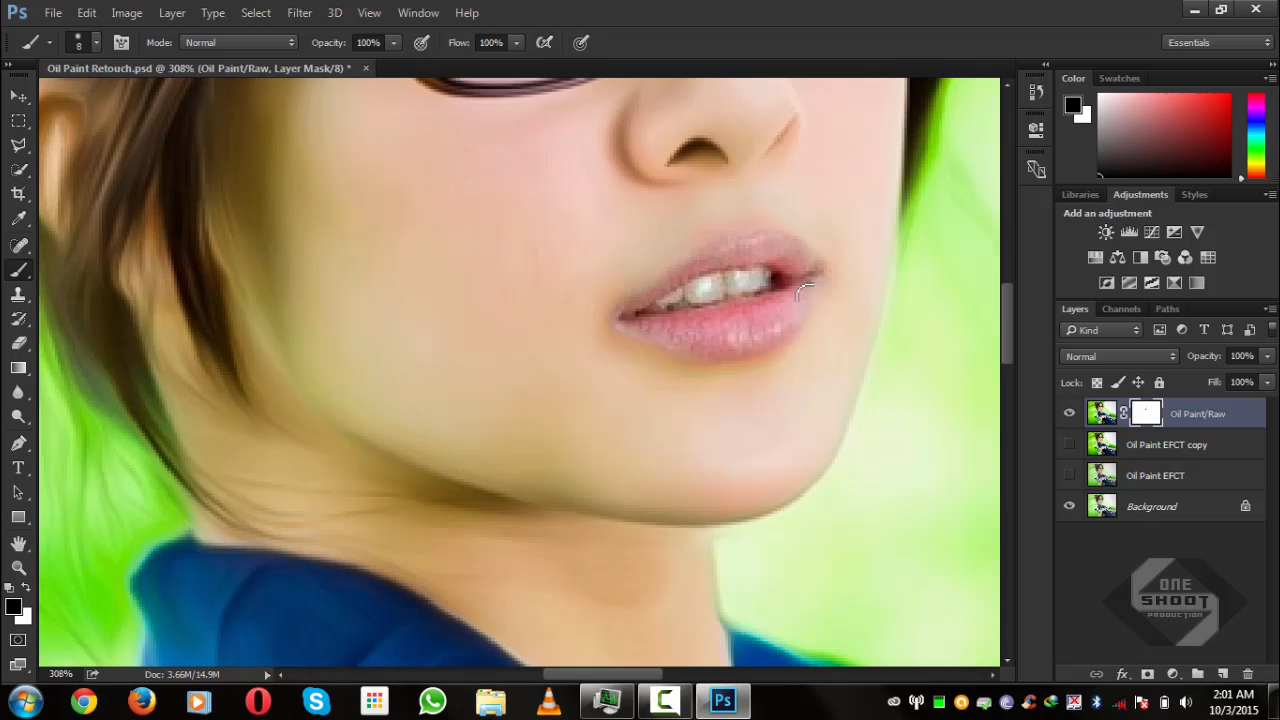 Ps File Edit Image Layer Type Select Filter 3D View Window Help
8 Mode: Normal Opacity: 100% Flow: 100% Essentials
Oil Paint Retouch.psd @ 308% (Oil Paint/Raw, Layer Mask/8) * ×
Color Swatches
Libraries Adjustments Styles
Add an adjustment
Layers Channels Paths
Kind
Normal Opacity: 100%
Lock: Fill: 100%
Oil Paint/Raw
Oil Paint EFCT copy
Oil Paint EFCT
Background
ONE
SHOOT
PRODUCTION
308% Doc: 3.66M/14.9M
Ps
2:01 AM
10/3/2015